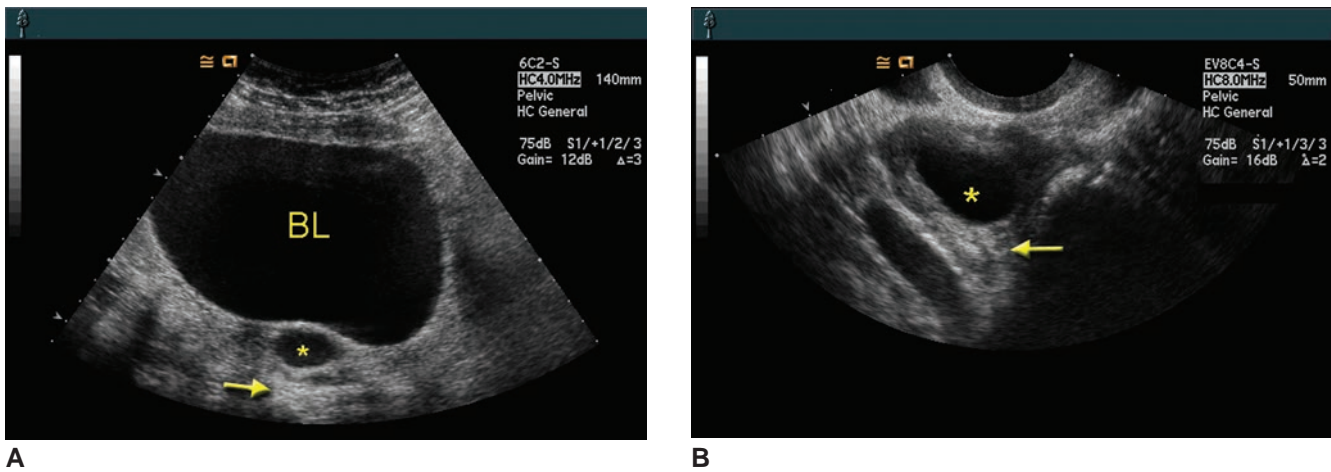 6C2-S
HC4.0MHz 140mm
Pelvic
HC General
75dB S1/+1/2/3
Gain= 12dB Δ=3
BL
*
A
EV8C4-S
HC8.0MHz 50mm
Pelvic
HC General
75dB S1/+1/3/3
Gain= 16dB Δ=2
*
B